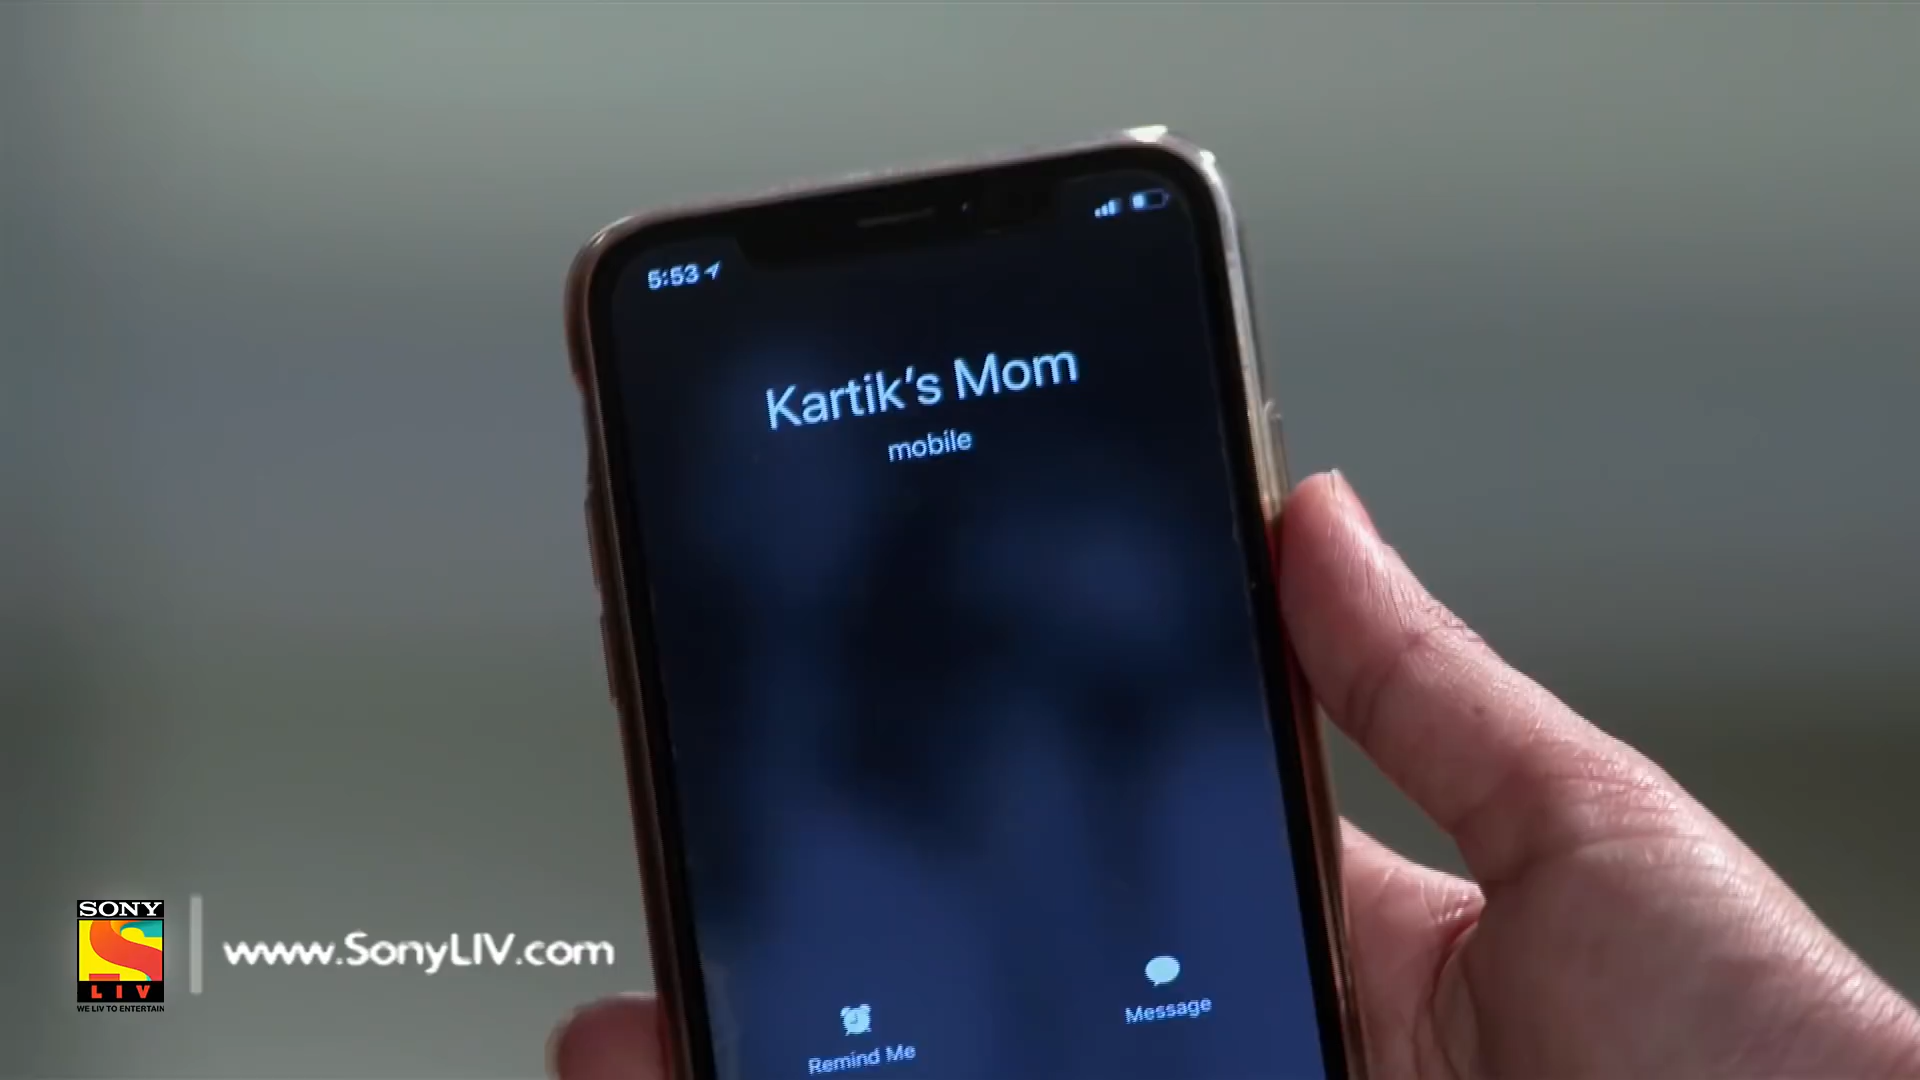 5:53
Kartik's Mom
mobile
Remind Me
Message
SONY
LIV
WE LIV TO ENTERTAIN
www.SonyLIV.com